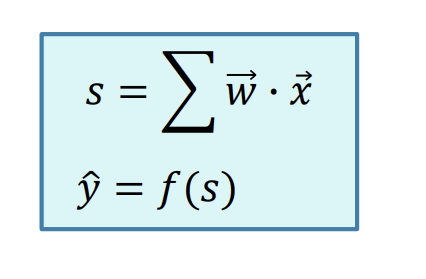 s = ∑ w⃗ · x⃗
ŷ = f(s)